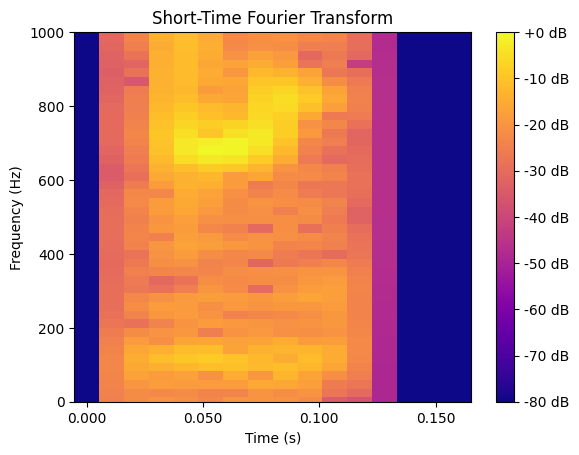 Short-Time Fourier Transform
1000
800
600
400
200
0
Frequency (Hz)
0.000
0.050
0.100
0.150
Time (s)
+0 dB
-10 dB
-20 dB
-30 dB
-40 dB
-50 dB
-60 dB
-70 dB
-80 dB